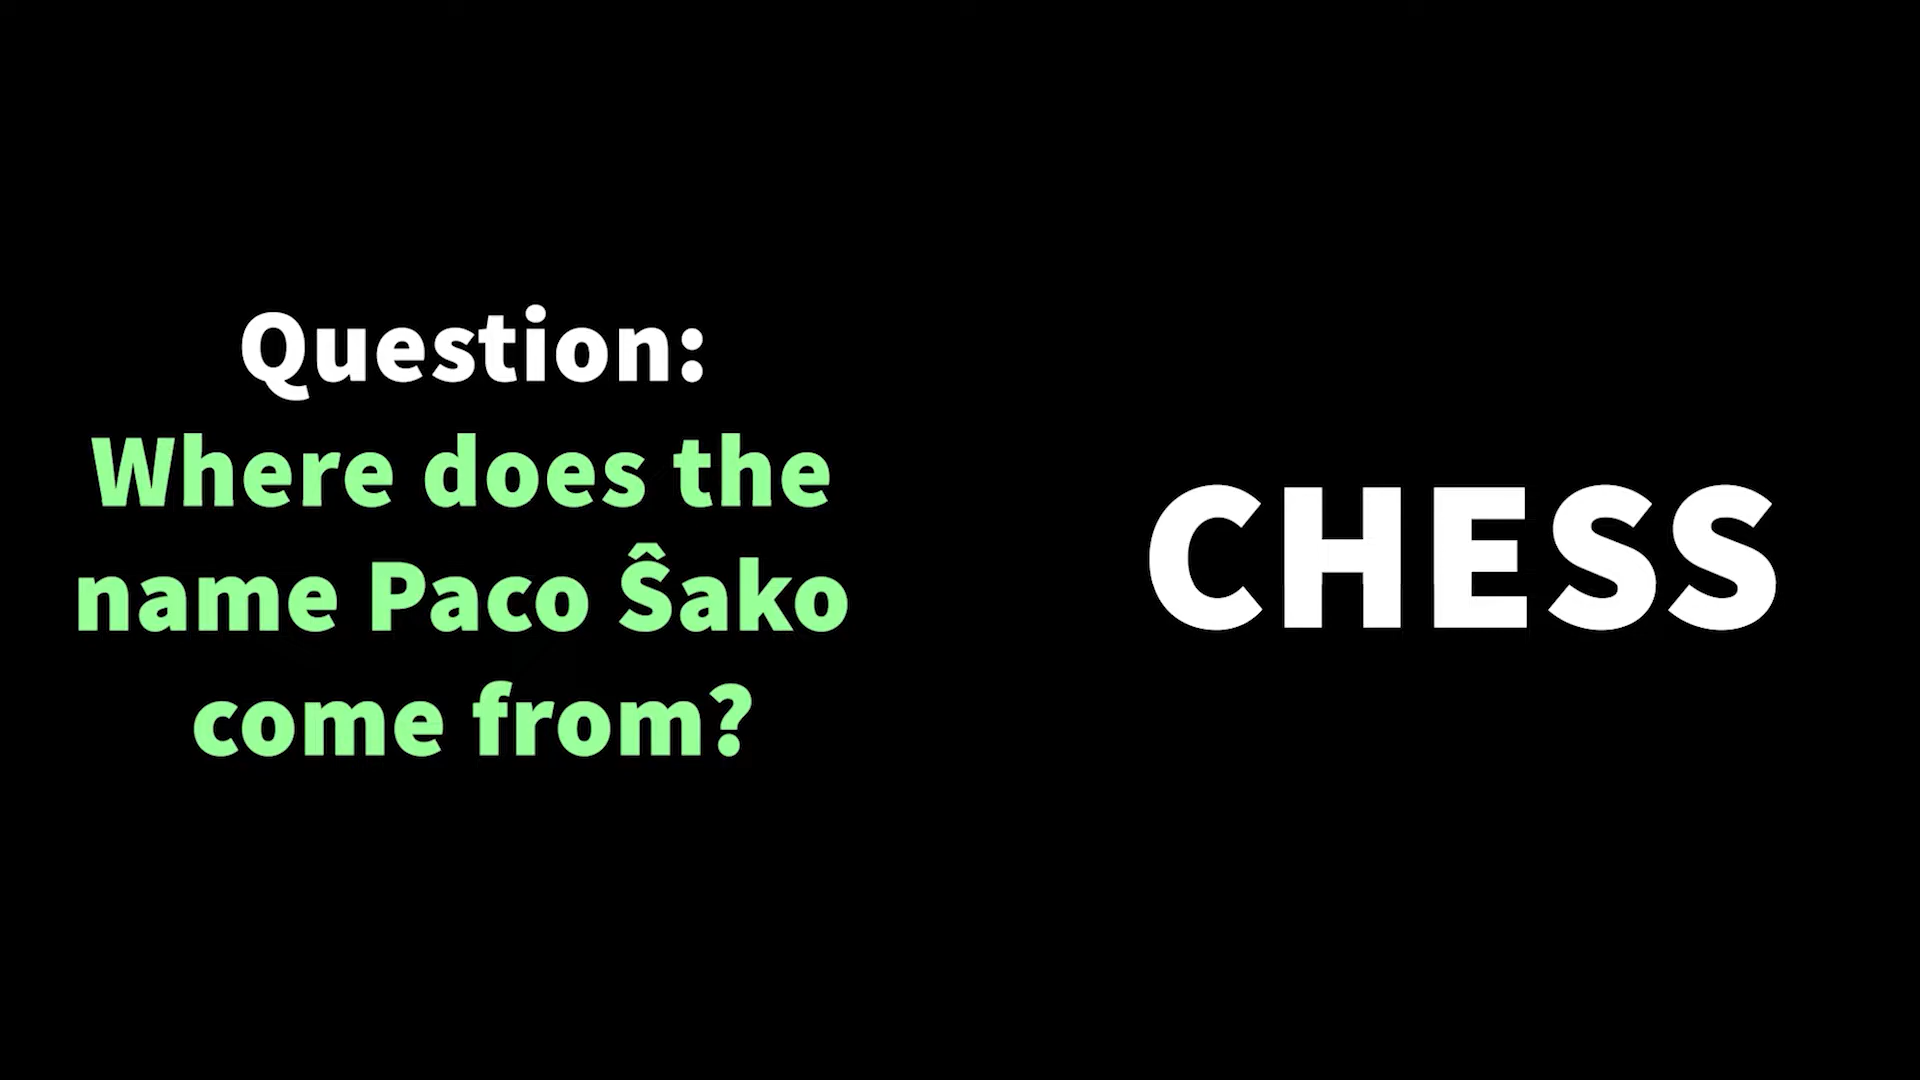 Question:
Where does the
name Paco Ŝako
come from?
CHESS